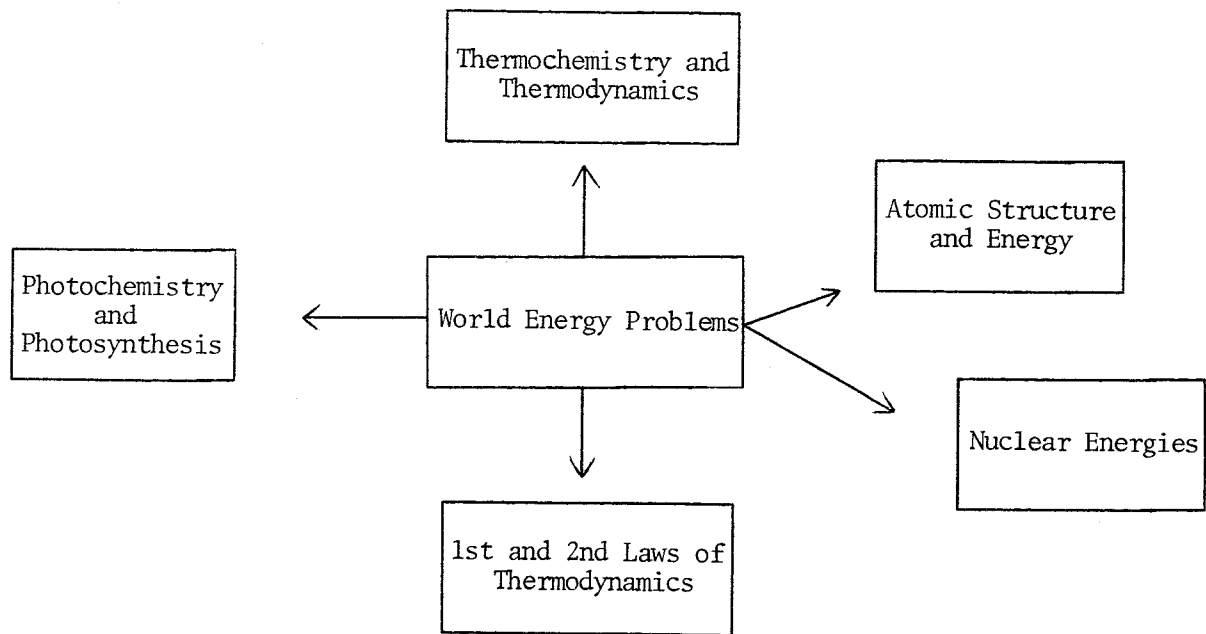 Thermochemistry and
Thermodynamics
Atomic Structure
and Energy
Photochemistry
and
Photosynthesis
World Energy Problems
Nuclear Energies
1st and 2nd Laws of
Thermodynamics